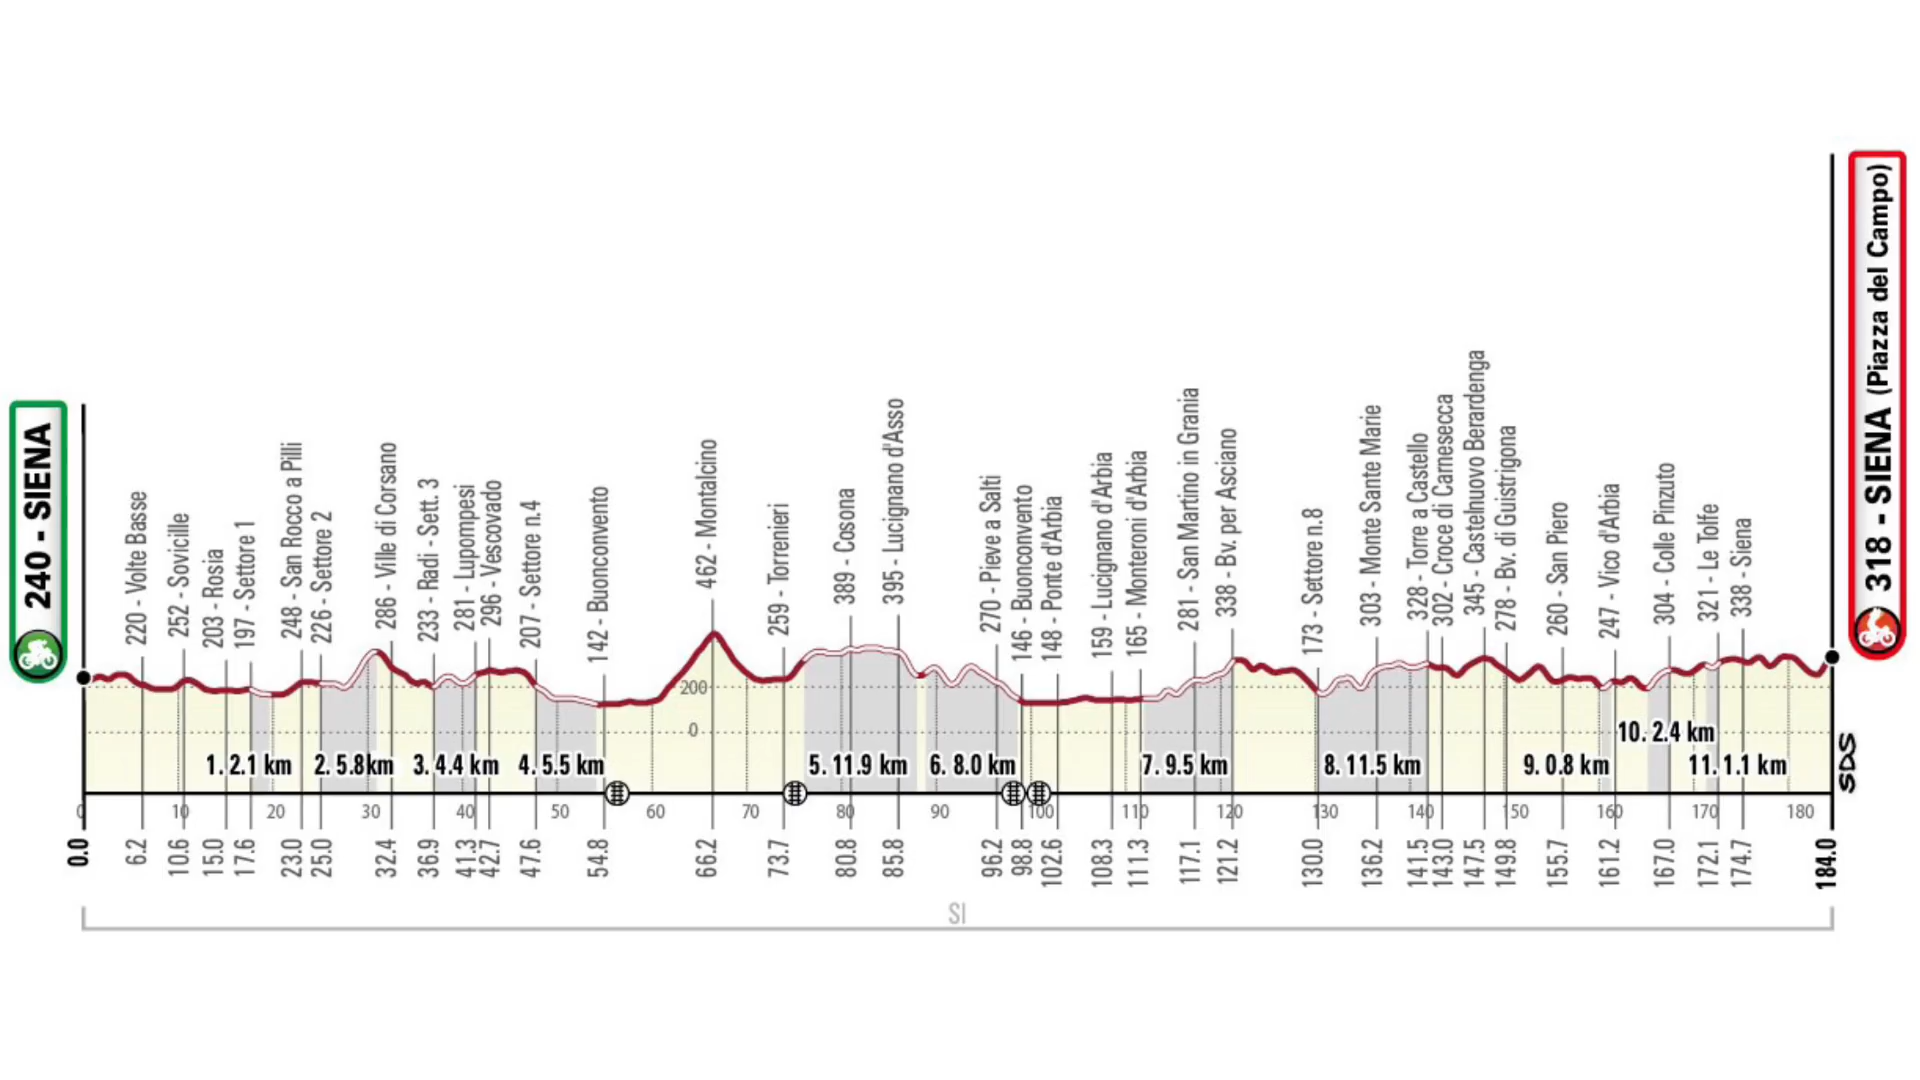 240 - SIENA
220 - Volte Basse
252 - Sovicille
203 - Rosia
197 - Settore 1
248 - San Rocco a Pilli
226 - Settore 2
286 - Ville di Corsano
233 - Radi - Sett. 3
281 - Lupompesi
296 - Vescovado
207 - Settore n.4
142 - Buonconvento
462 - Montalcino
259 - Torrenieri
389 - Cosona
395 - Lucignano d'Asso
270 - Pieve a Salti
146 - Buonconvento
148 - Ponte d'Arbia
159 - Lucignano d'Arbia
165 - Monteroni d'Arbia
281 - San Martino in Grania
338 - Bv. per Asciano
173 - Settore n.8
303 - Monte Sante Marie
328 - Torre a Castello
302 - Croce di Carnesecca
345 - Castelnuovo Berardenga
278 - Bv. di Guistrigona
260 - San Piero
247 - Vico d'Arbia
304 - Colle Pinzuto
321 - Le Tolfe
338 - Siena
318 - SIENA (Piazza del Campo)
200
0
1. 2.1 km
2. 5.8km
3. 4.4 km
4. 5.5 km
5. 11.9 km
6. 8.0 km
7. 9.5 km
8. 11.5 km
9. 0.8 km
10. 2.4 km
11. 1.1 km
SDS
0 10 20 30 40 50 60 70 80 90 100 110 120 130 140 150 160 170 180
0.0
6.2
10.6
15.0
17.6
23.0
25.0
32.4
36.9
41.3
42.7
47.6
54.8
66.2
73.7
80.8
85.8
96.2
98.8
102.6
108.3
111.3
117.1
121.2
130.0
136.2
141.5
143.0
147.5
149.8
155.7
161.2
167.0
172.1
174.7
184.0
SI